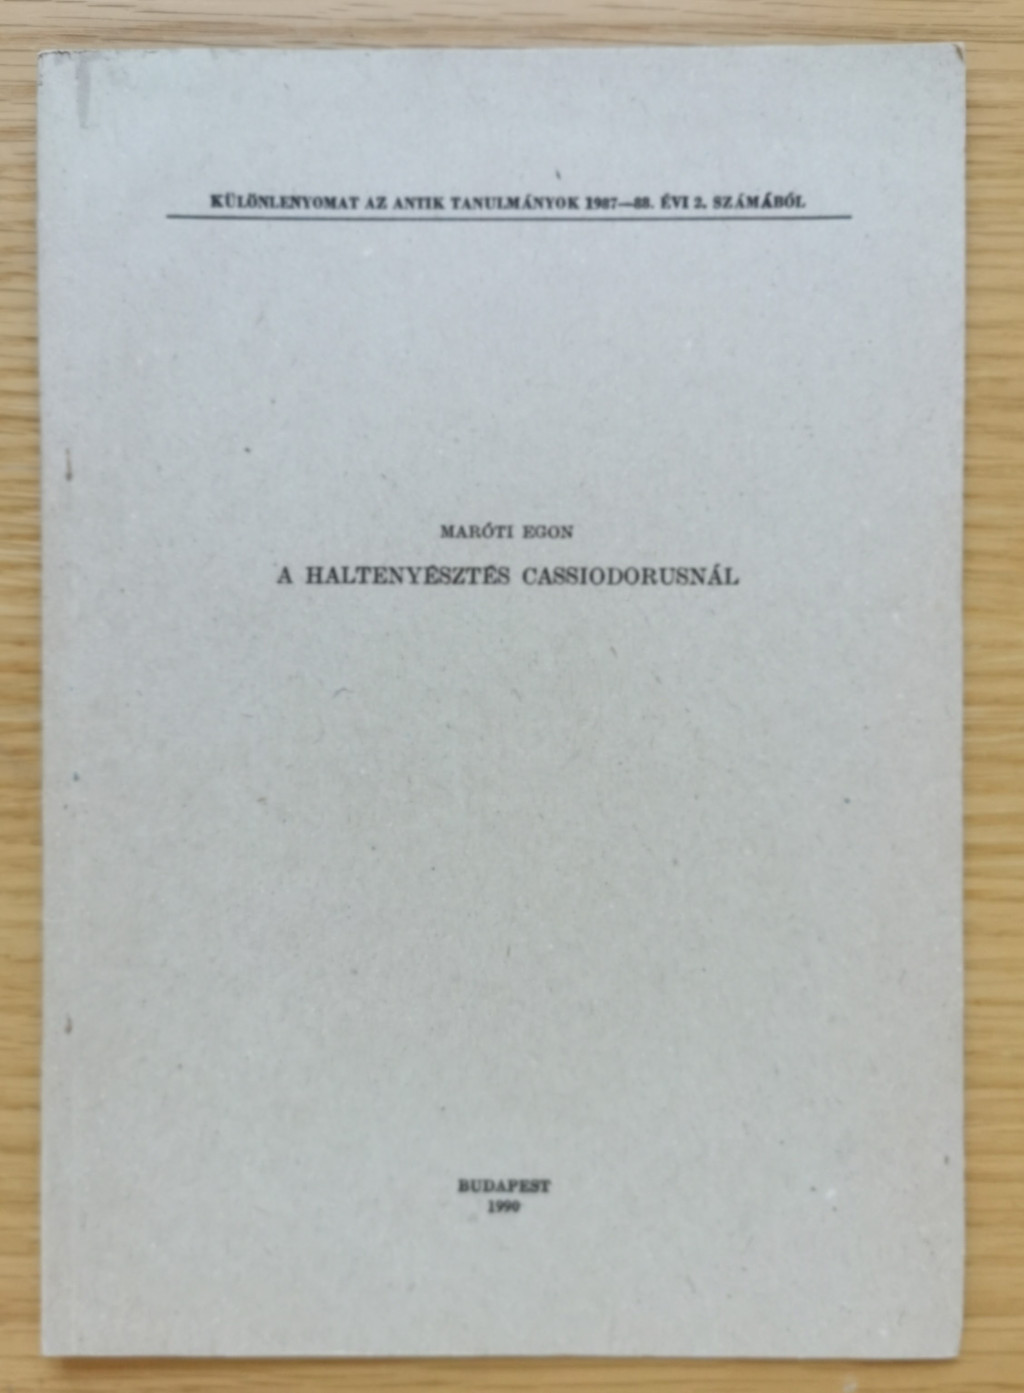 KÜLÖNLENYOMAT AZ ANTIK TANULMÁNYOK 1987—88. ÉVI 2. SZÁMÁBÓL
MARÓTI EGON
A HALTENYÉSZTÉS CASSIODORUSNÁL
BUDAPEST
1990